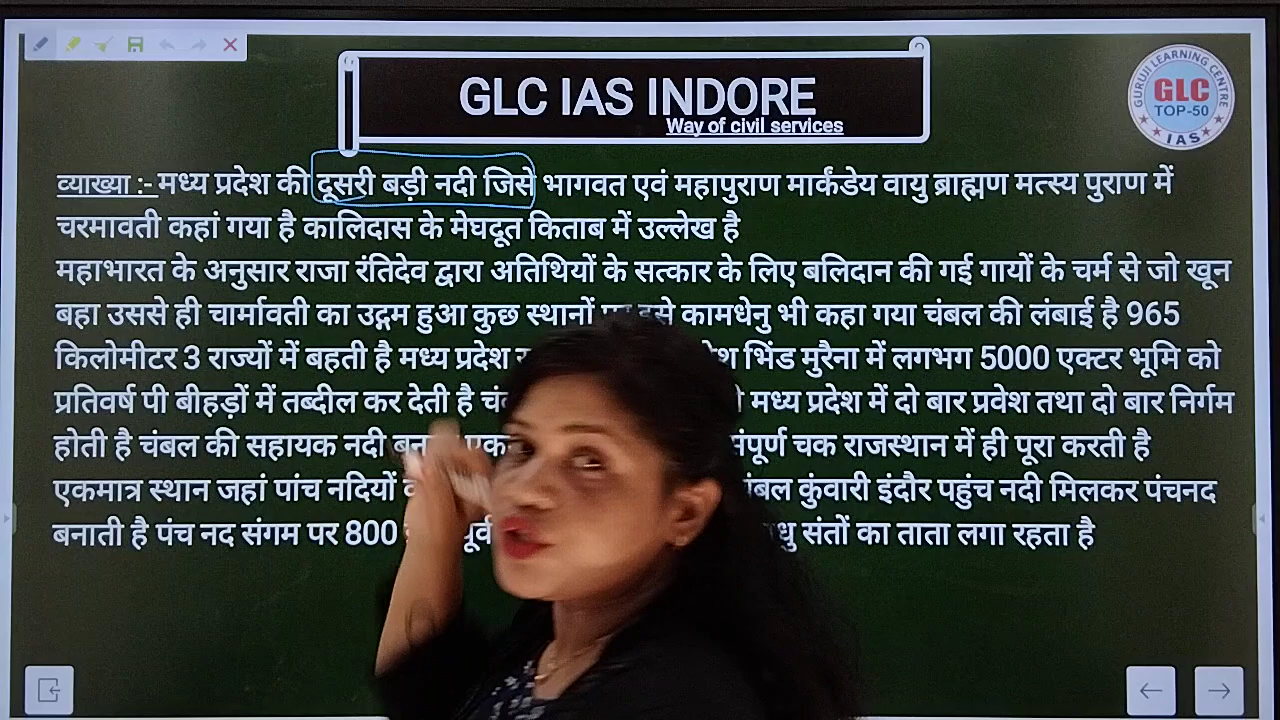 GLC IAS INDORE
Way of civil services
GURUJI LEARNING CENTRE
GLC
TOP-50
IAS
व्याख्या :- मध्य प्रदेश की दूसरी बड़ी नदी जिसे भागवत एवं महापुराण मार्कंडेय वायु ब्राह्मण मत्स्य पुराण में
चरमावती कहां गया है कालिदास के मेघदूत किताब में उल्लेख है
महाभारत के अनुसार राजा रंतिदेव द्वारा अतिथियों के सत्कार के लिए बलिदान की गई गायों के चर्म से जो खून
बहा उससे ही चार्मावती का उद्गम हुआ कुछ स्थानों इसे कामधेनु भी कहा गया चंबल की लंबाई है 965
किलोमीटर 3 राज्यों में बहती है मध्य प्रदेश भिंड मुरैना में लगभग 5000 एक्टर भूमि को
प्रतिवर्ष पी बीहड़ों में तब्दील कर देती है मध्य प्रदेश में दो बार प्रवेश तथा दो बार निर्गम
होती है चंबल की सहायक नदी संपूर्ण चक राजस्थान में ही पूरा करती है
एकमात्र स्थान जहां पांच नदियों चंबल कुंवारी इंदौर पहुंच नदी मिलकर पंचनद
बनाती है पंच नद संगम पर 800 संतों का ताता लगा रहता है